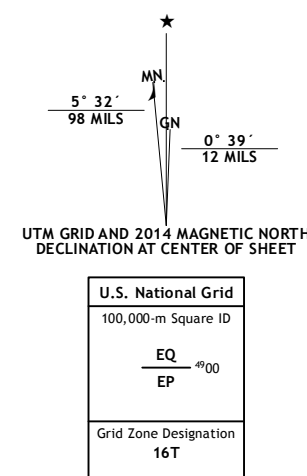 ★
MN.
5° 32´
98 MILS
GN
0° 39´
12 MILS
UTM GRID AND 2014 MAGNETIC NORTH
DECLINATION AT CENTER OF SHEET
U.S. National Grid
100,000-m Square ID
EQ
4900
EP
Grid Zone Designation
16T